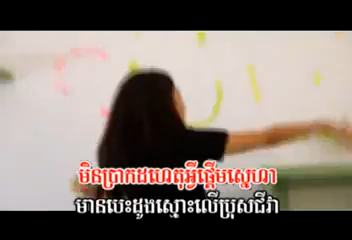 មិនប្រាកដហេតុអ្វីផ្ដើមស្នេហា
មានបេះដូងស្មោះលើប្រុសជីវា